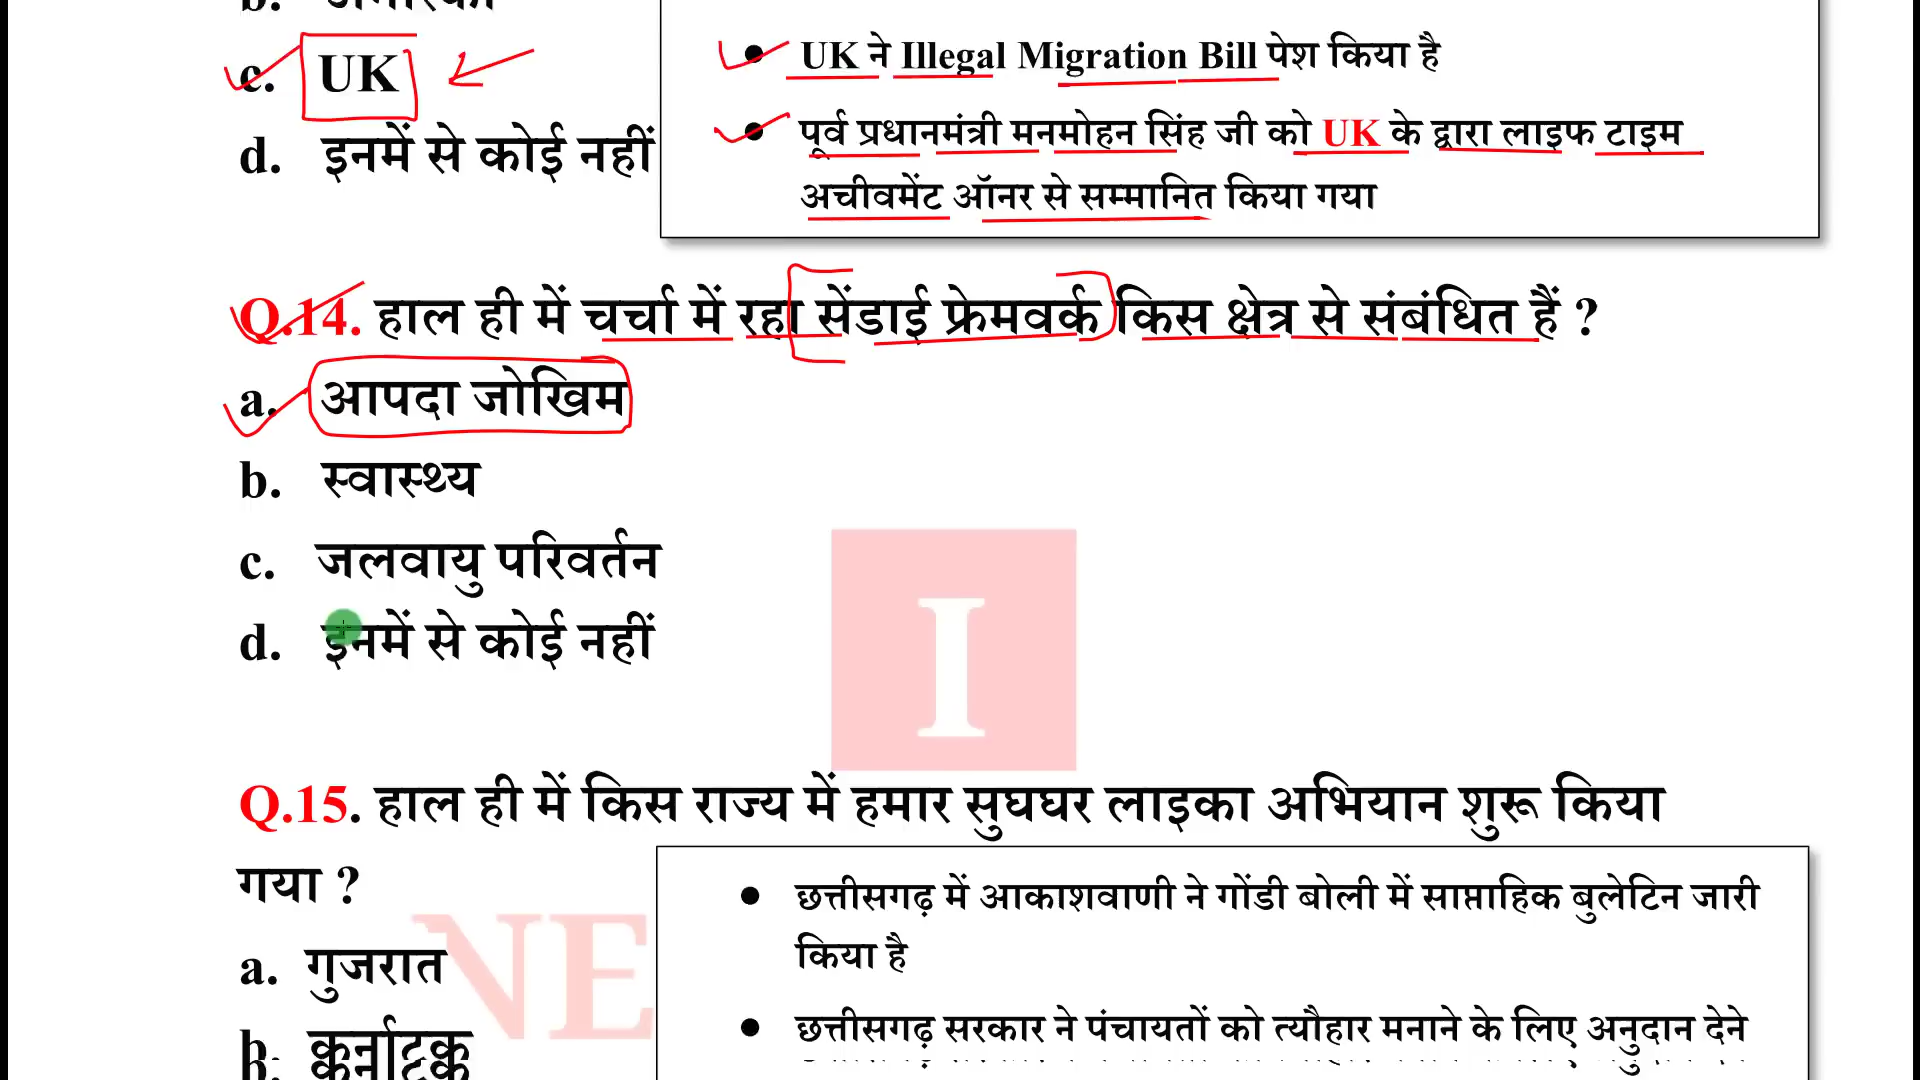 c. UK
d. इनमें से कोई नहीं
UK ने Illegal Migration Bill पेश किया है
पूर्व प्रधानमंत्री मनमोहन सिंह जी को UK के द्वारा लाइफ टाइम
अचीवमेंट ऑनर से सम्मानित किया गया
Q.14. हाल ही में चर्चा में रहा सेंडाई फ्रेमवर्क किस क्षेत्र से संबंधित हैं ?
a. आपदा जोखिम
b. स्वास्थ्य
c. जलवायु परिवर्तन
d. इनमें से कोई नहीं
I
Q.15. हाल ही में किस राज्य में हमार सुघघर लाइका अभियान शुरू किया
गया ?
NE
a. गुजरात
b. कर्नाटक
छत्तीसगढ़ में आकाशवाणी ने गोंडी बोली में साप्ताहिक बुलेटिन जारी
किया है
छत्तीसगढ़ सरकार ने पंचायतों को त्यौहार मनाने के लिए अनुदान देने